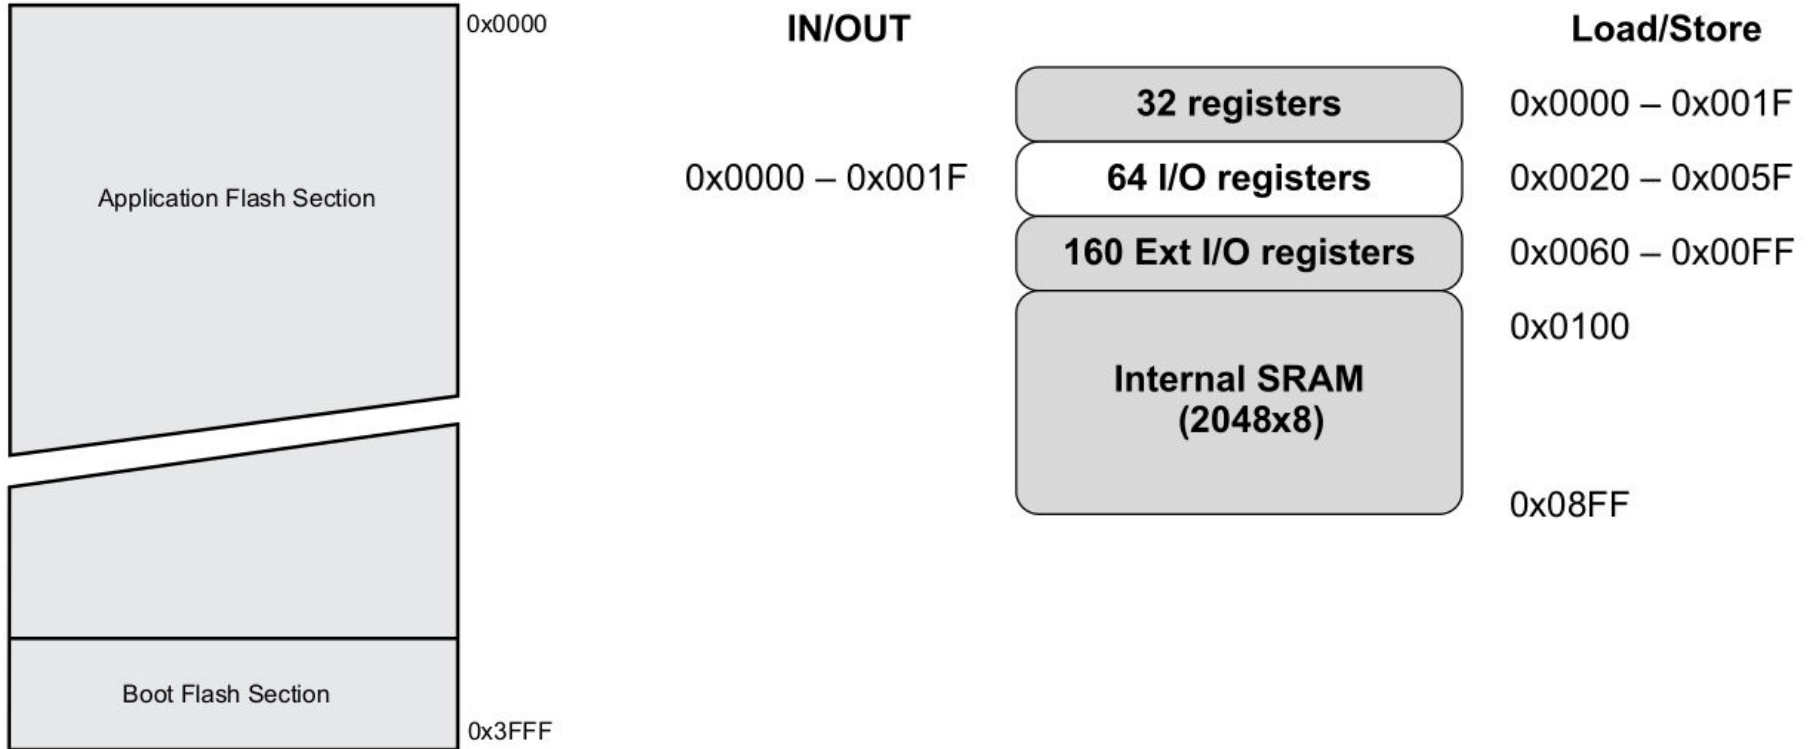 0x0000
Application Flash Section
Boot Flash Section
0x3FFF
IN/OUT
Load/Store
32 registers
0x0000 – 0x001F
0x0000 – 0x001F
64 I/O registers
0x0020 – 0x005F
160 Ext I/O registers
0x0060 – 0x00FF
0x0100
Internal SRAM
(2048x8)
0x08FF